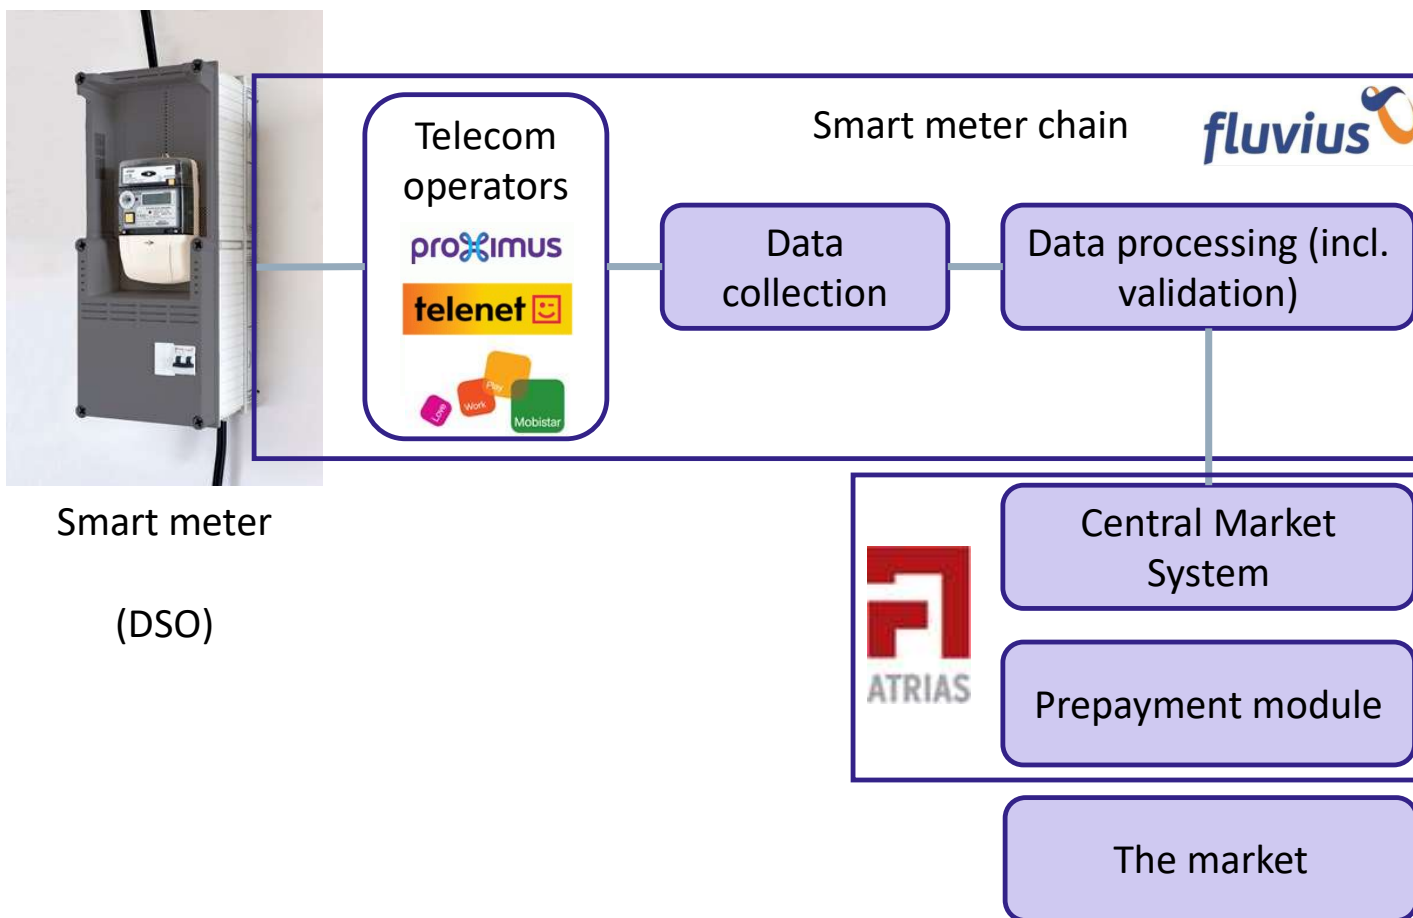 Smart meter chain
fluvius
Telecom
operators
proximus
telenet
Love
Work
Play
Mobistar
Data
collection
Data processing (incl.
validation)
Smart meter
(DSO)
Central Market
System
ATRIAS
Prepayment module
The market